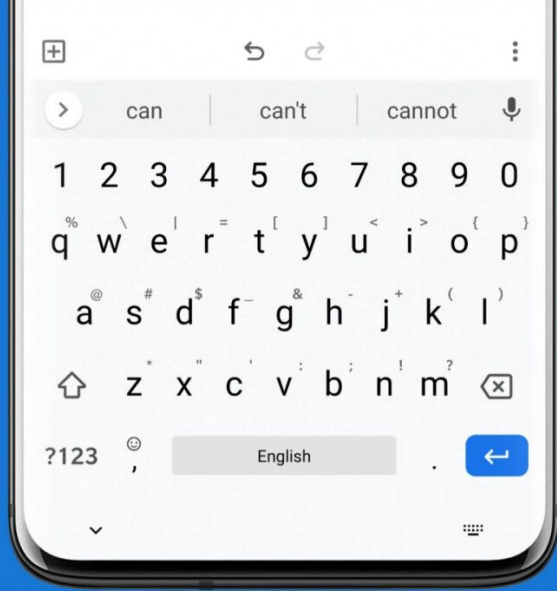 can can't cannot
1 2 3 4 5 6 7 8 9 0
% \ | = [ ] < > { }
q w e r t y u i o p
@ # $ _ & - + ( )
a s d f g h j k l
* " ' : ; ! ?
z x c v b n m
?123 , English .